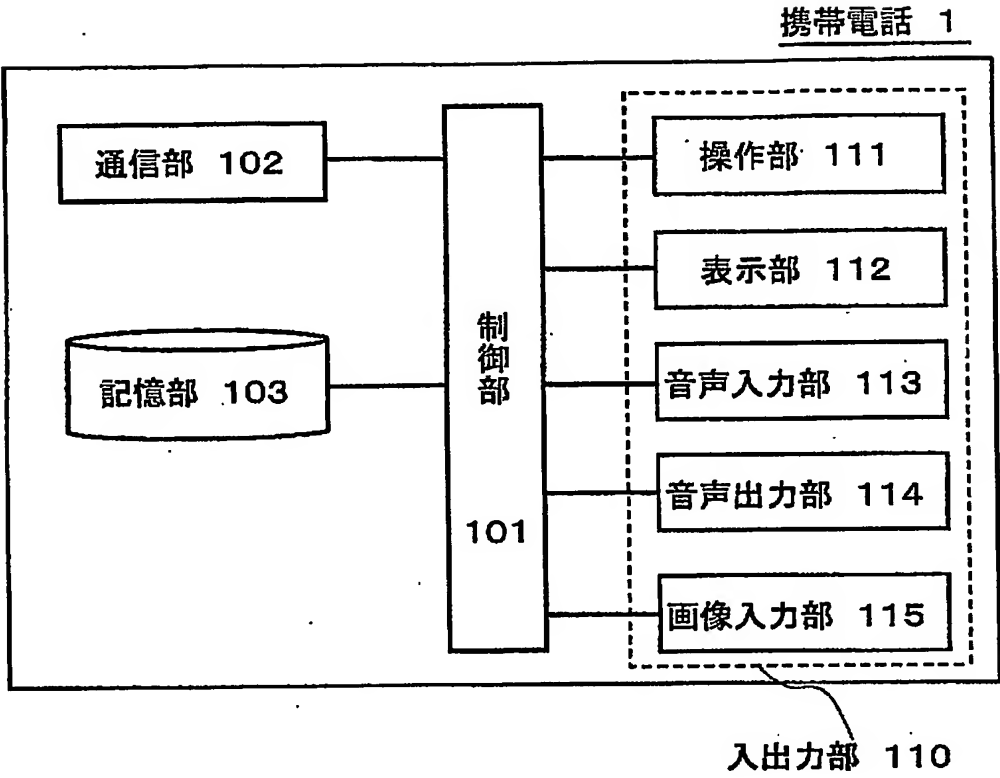 携帯電話 1
通信部 102
記憶部 103
制御部
101
操作部 111
表示部 112
音声入力部 113
音声出力部 114
画像入力部 115
入出力部 110